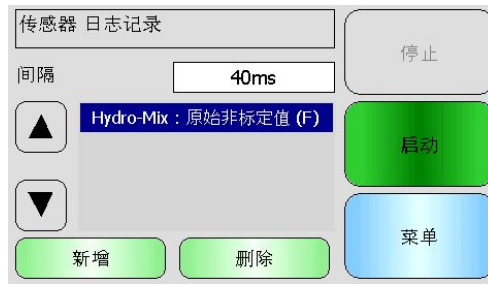 传感器 日志记录
停止
间隔
40ms
Hydro-Mix：原始非标定值 (F)
启动
菜单
新增
删除